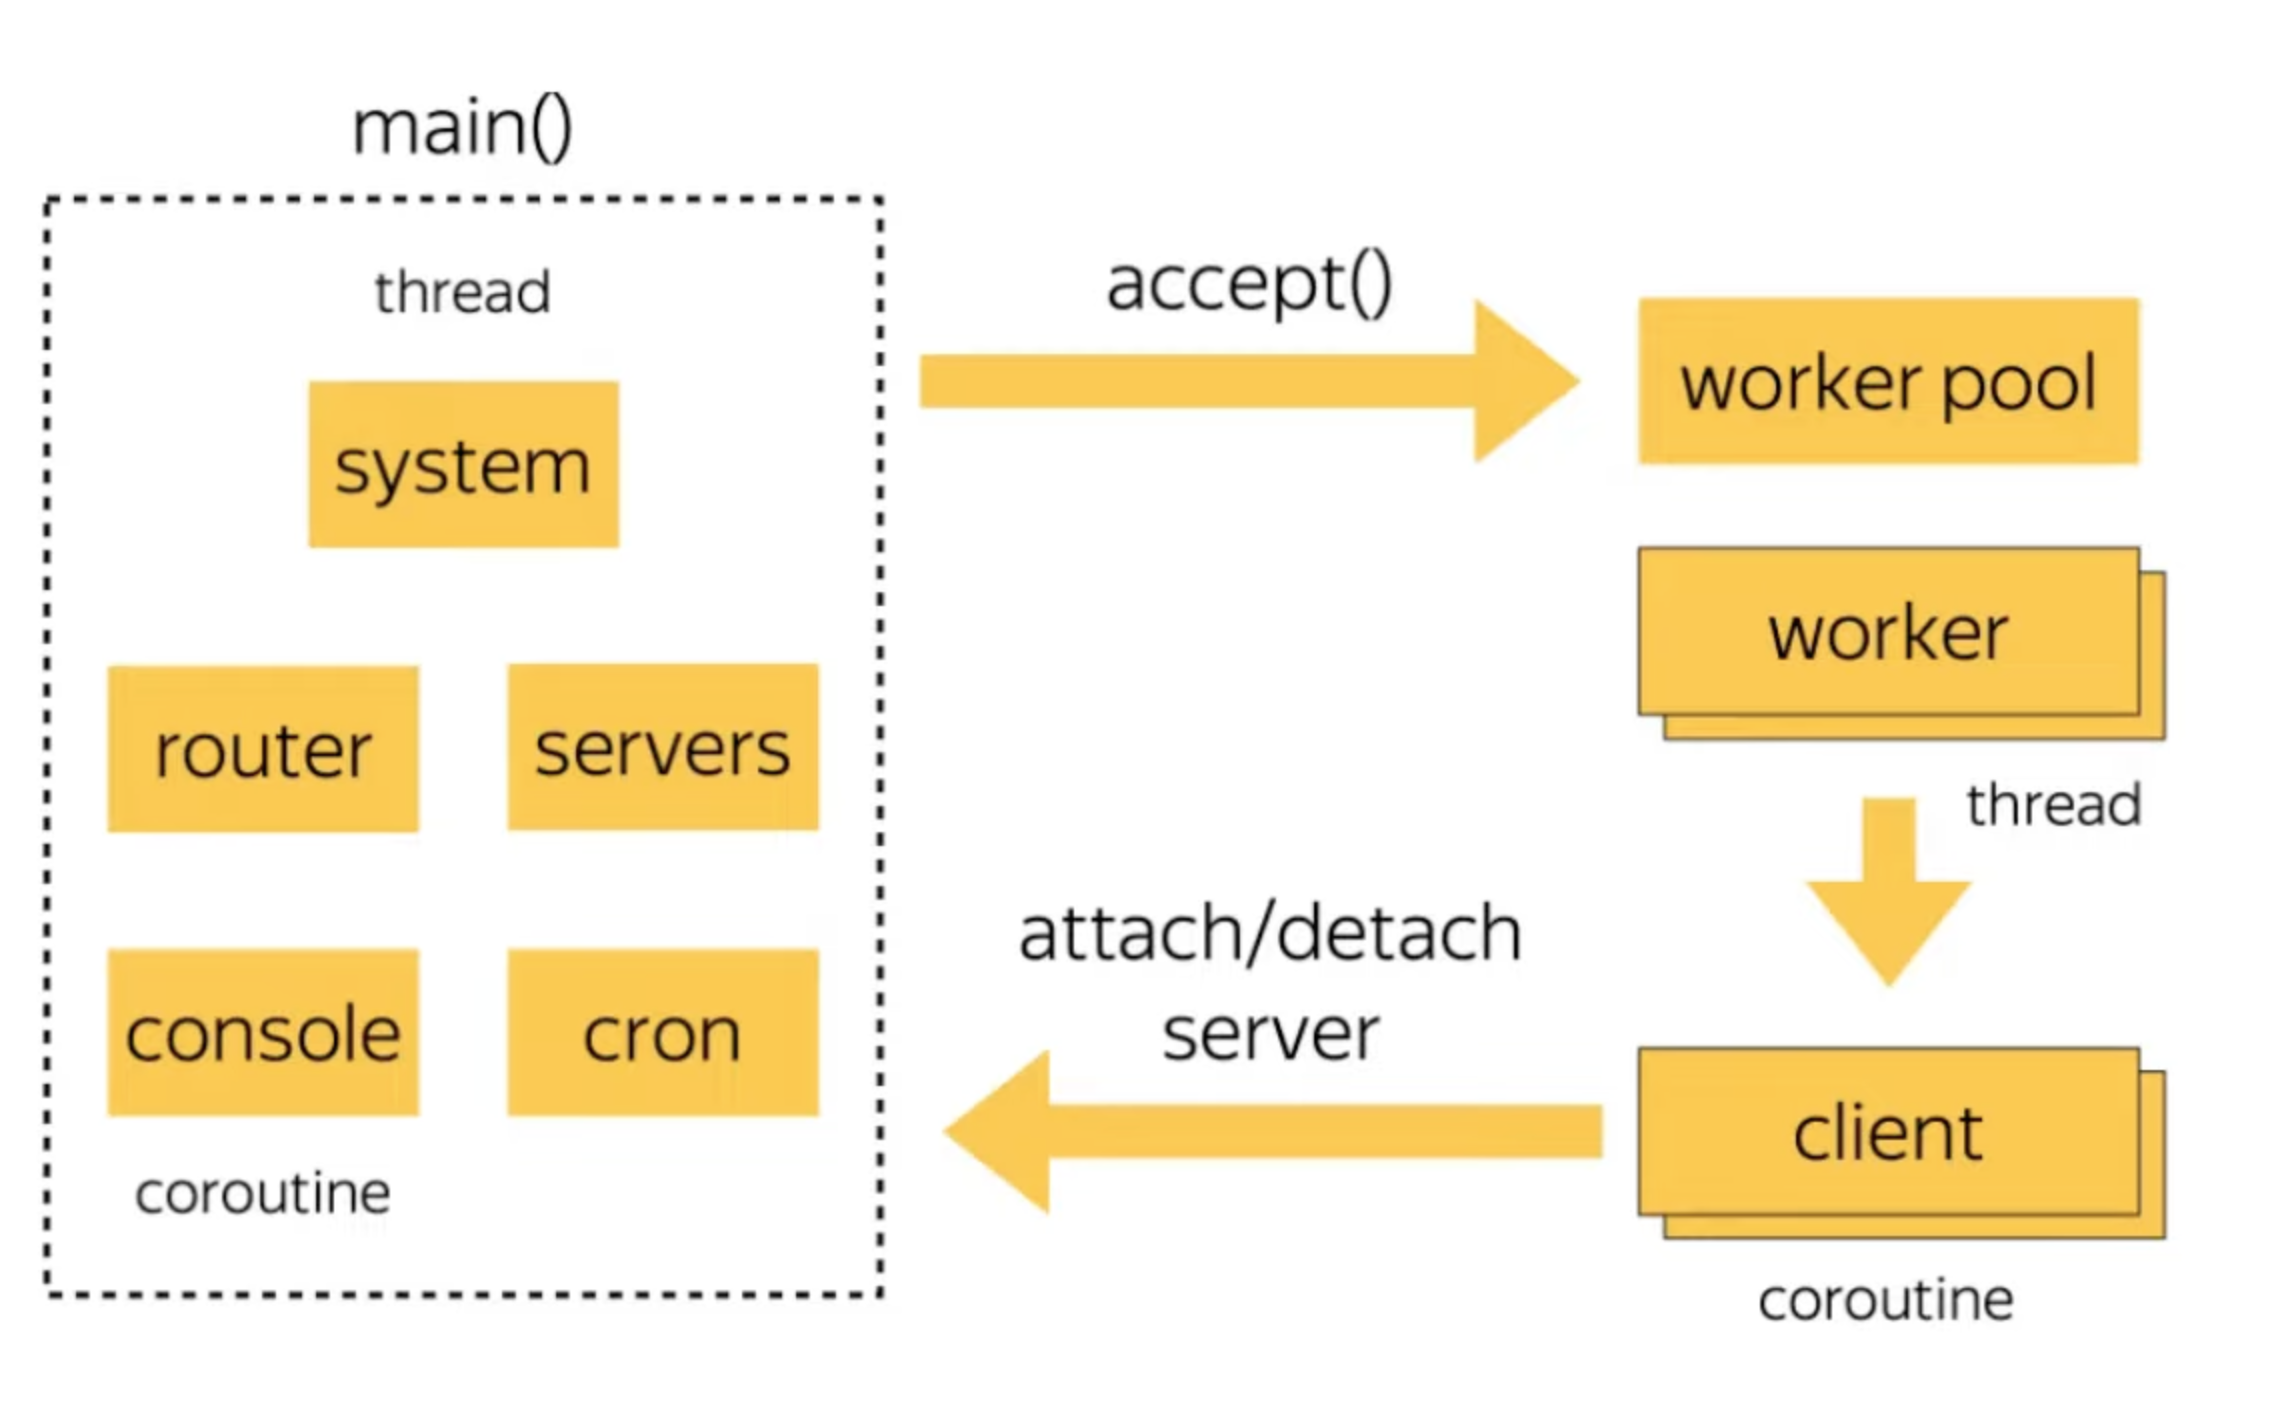 main()
thread
system
router
servers
console
cron
coroutine
accept()
worker pool
worker
thread
attach/detach
server
client
coroutine